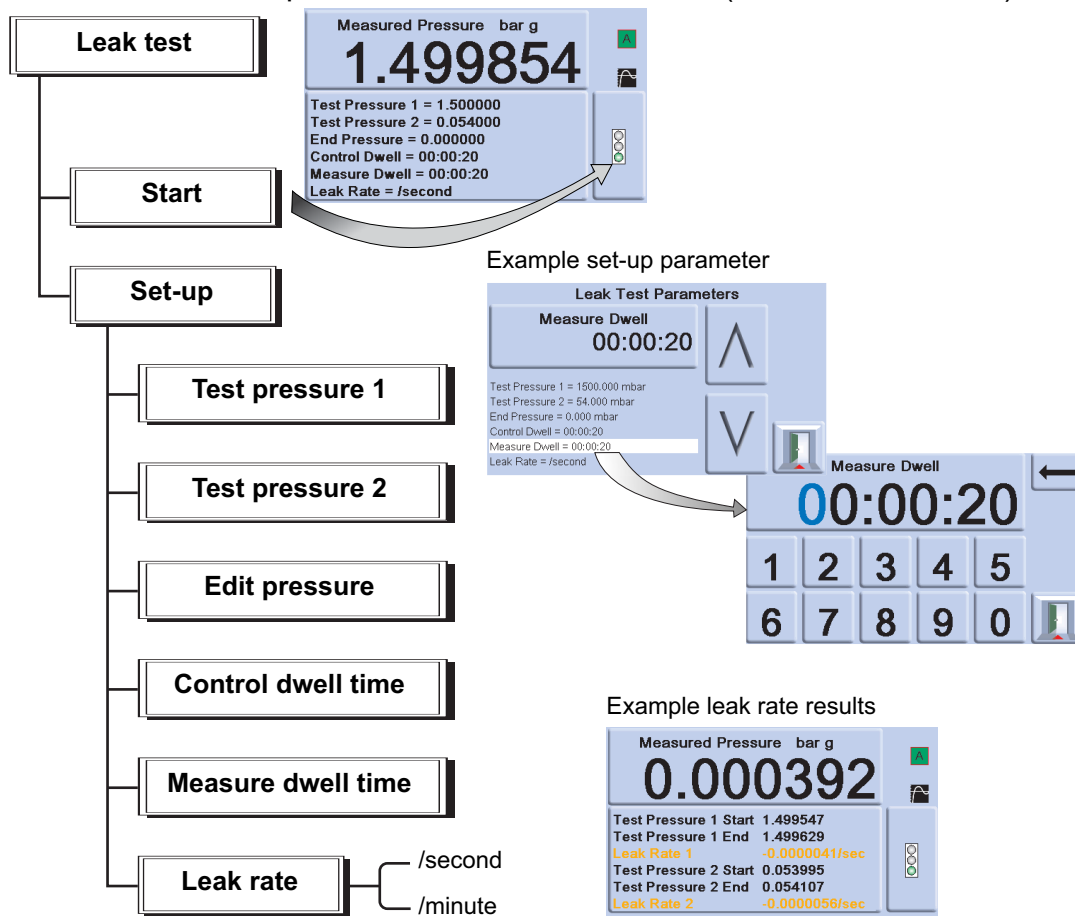 Leak test
Measured Pressure bar g
1.499854
A
Test Pressure 1 = 1.500000
Test Pressure 2 = 0.054000
End Pressure = 0.000000
Control Dwell = 00:00:20
Measure Dwell = 00:00:20
Leak Rate = /second
Start
Set-up
Example set-up parameter
Leak Test Parameters
Measure Dwell
00:00:20
Test Pressure 1 = 1500.000 mbar
Test Pressure 2 = 54.000 mbar
End Pressure = 0.000 mbar
Control Dwell = 00:00:20
Measure Dwell = 00:00:20
Leak Rate = /second
Measure Dwell
00:00:20
1 2 3 4 5
6 7 8 9 0
Test pressure 1
Test pressure 2
Edit pressure
Control dwell time
Measure dwell time
Leak rate
/second
/minute
Example leak rate results
Measured Pressure bar g
0.000392
A
Test Pressure 1 Start 1.499547
Test Pressure 1 End 1.499629
Leak Rate 1 -0.0000041/sec
Test Pressure 2 Start 0.053995
Test Pressure 2 End 0.054107
Leak Rate 2 -0.0000056/sec